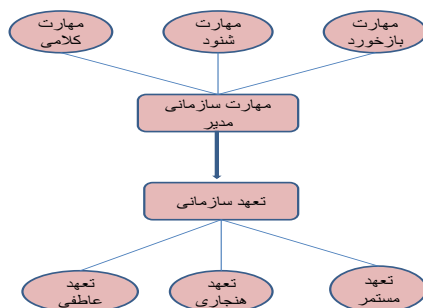 مهارت
بازخورد
مهارت
شنود
مهارت
کلامی
مهارت سازمانی
مدیر
تعهد سازمانی
تعهد
مستمر
تعهد
هنجاری
تعهد
عاطفی